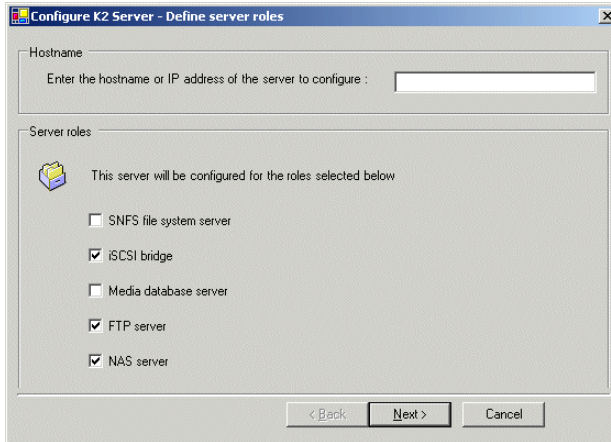 Configure K2 Server - Define server roles
Hostname
Enter the hostname or IP address of the server to configure :
Server roles
This server will be configured for the roles selected below
SNFS file system server
iSCSI bridge
Media database server
FTP server
NAS server
< Back Next > Cancel